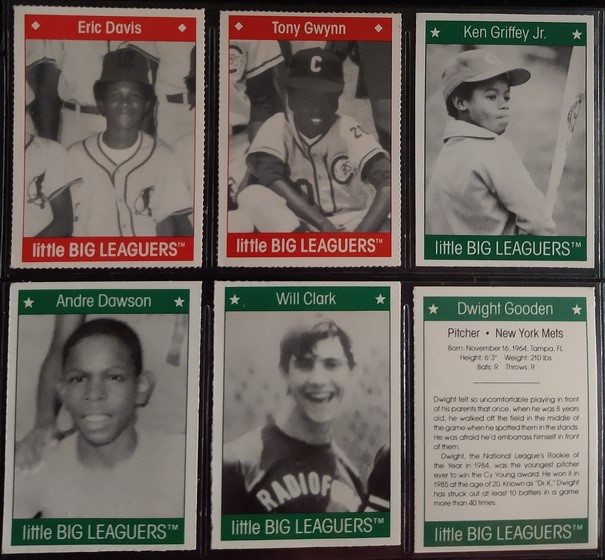 Eric Davis
little BIG LEAGUERS™
Tony Gwynn
C
little BIG LEAGUERS™
Ken Griffey Jr.
little BIG LEAGUERS™
Andre Dawson
little BIG LEAGUERS™
Will Clark
RADIOF
little BIG LEAGUERS™
Dwight Gooden
Pitcher • New York Mets
Born: November 16, 1964, Tampa, FL
Height: 6'3" Weight: 210 lbs
Bats: R Throws: R
Dwight felt so uncomfortable playing in front
of his parents that once, when he was 8 years
old, he walked off the field in the middle of
the game when he spotted them in the stands.
He was afraid he'd embarrass himself in front
of them.
Dwight, the National League's Rookie of
the Year in 1984, was the youngest pitcher
ever to win the Cy Young award. He won it in
1985 at the age of 20. Known as "Dr. K," Dwight
has struck out at least 10 batters in a game
more than 40 times.
little BIG LEAGUERS™